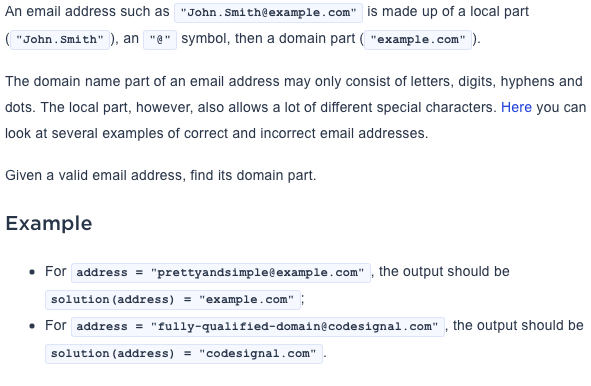 An email address such as "John.Smith@example.com" is made up of a local part
("John.Smith"), an "@" symbol, then a domain part ("example.com").
The domain name part of an email address may only consist of letters, digits, hyphens and
dots. The local part, however, also allows a lot of different special characters. Here you can
look at several examples of correct and incorrect email addresses.
Given a valid email address, find its domain part.
Example
• For address = "prettyandsimple@example.com", the output should be
solution(address) = "example.com";
• For address = "fully-qualified-domain@codesignal.com", the output should be
solution(address) = "codesignal.com".